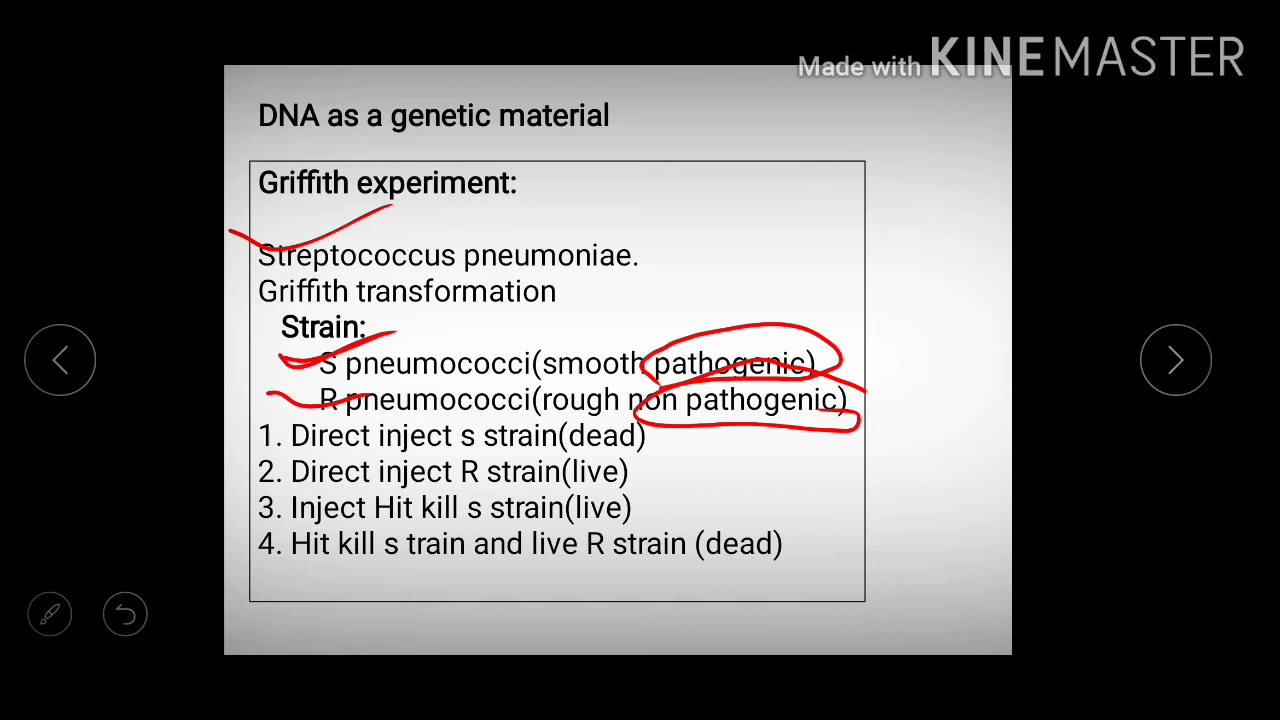 Made with KINEMASTER
DNA as a genetic material
Griffith experiment:
Streptococcus pneumoniae.
Griffith transformation
Strain:
S pneumococci(smooth pathogenic)
R pneumococci(rough non pathogenic)
1. Direct inject s strain(dead)
2. Direct inject R strain(live)
3. Inject Hit kill s strain(live)
4. Hit kill s train and live R strain (dead)